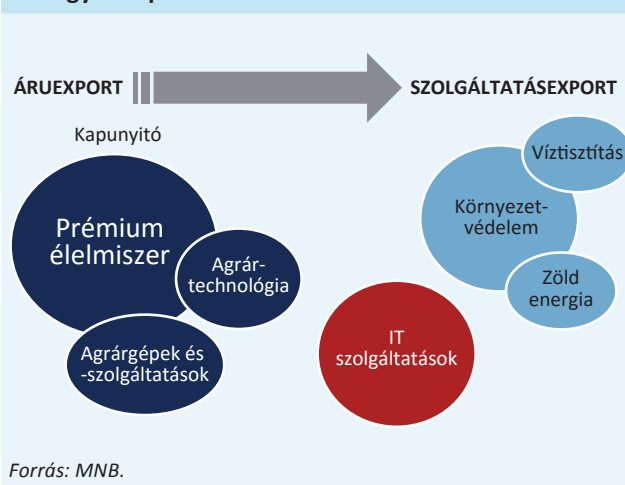 ÁRUEXPORT
SZOLGÁLTATÁSEXPORT
Kapunyitó
Prémium
élelmiszer
Agrár-
technológia
Agrárgépek és
-szolgáltatások
IT
szolgáltatások
Környezet-
védelem
Víztisztítás
Zöld
energia
Forrás: MNB.